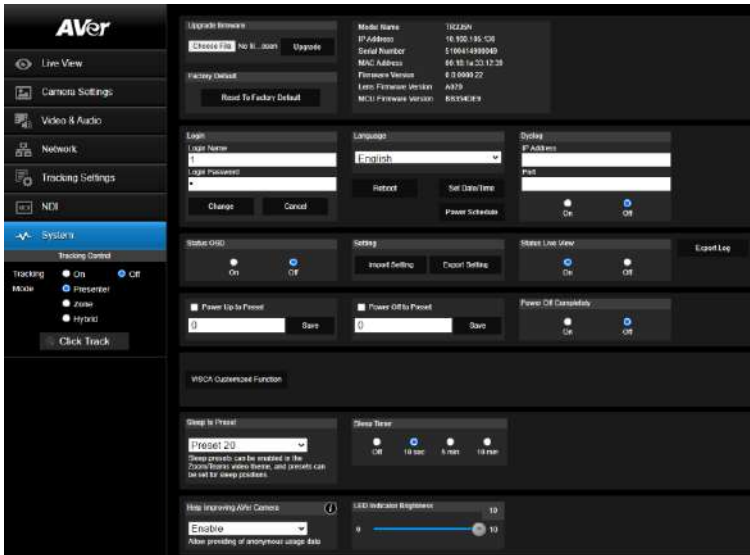 AVer
Live View
Camera Settings
Video & Audio
Network
Tracking Settings
NDI
System
Tracking Control
Tracking On Off
Mode Presenter
Zone
Hybrid
Click Track
Upgrade firmware
Choose File No fil...osen Upgrade
Factory Default
Reset To Factory Default
Model Name
IP Address
Serial Number
MAC Address
Firmware Version
Lens Firmware Version
MCU Firmware Version
Login
Login Name
1
Login Password
Change Cancel
Language
English
Reboot Set Date/Time
Power Schedule
Syslog
IP Address
Port
On Off
Status OSD
On Off
Setting
Import Setting Export Setting
Status Live View
On Off
Export Log
Power Up to Preset
0 Save
Power Off to Preset
0 Save
Power Off Completely
On Off
VISCA Customized Function
Sleep to Preset
Preset 20
Sleep presets can be enabled in the
Zoom/Teams video theme, and presets can
be set for sleep positions.
Sleep Timer
Off 10 sec 5 min 10 min
Help Improving AVer Camera
Enable
Allow providing of anonymous usage data
LED Indicator Brightness
10
0 10